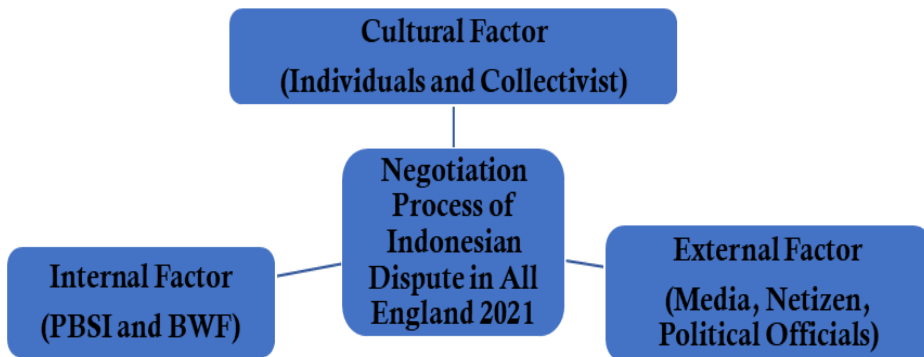 Cultural Factor
(Individuals and Collectivist)
Negotiation
Process of
Indonesian
Dispute in All
England 2021
Internal Factor
(PBSI and BWF)
External Factor
(Media, Netizen,
Political Officials)